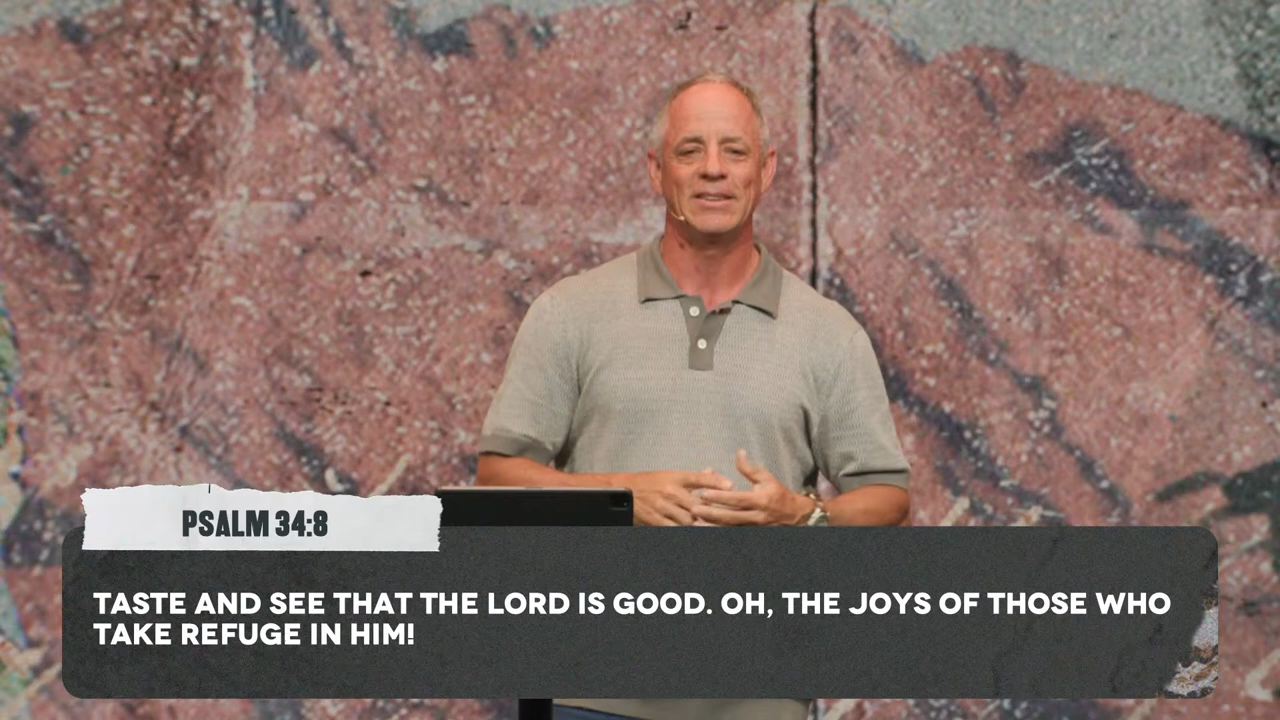 PSALM 34:8
TASTE AND SEE THAT THE LORD IS GOOD. OH, THE JOYS OF THOSE WHO
TAKE REFUGE IN HIM!